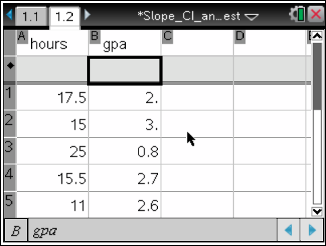 1.1 1.2 *Slope_CI_an...est
A hours B gpa C D
◆
1 17.5 2.
2 15 3.
3 25 0.8
4 15.5 2.7
5 11 2.6
B gpa